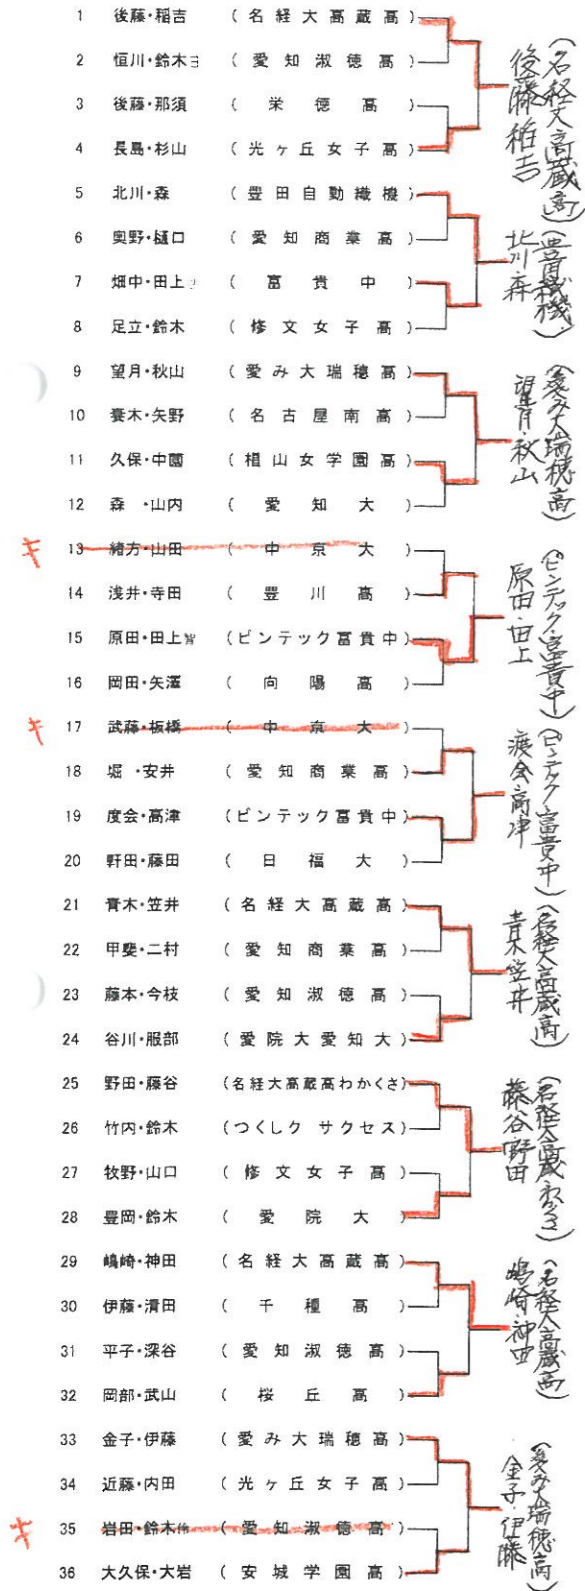 1 後藤・稲吉 (名経大高蔵高)
2 恒川・鈴木ヨ (愛知淑徳高)
3 後藤・那須 (栄徳高)
4 長島・杉山 (光ヶ丘女子高)
(名経大高蔵高)
後藤稲吉
5 北川・森 (豊田自動織機)
6 奥野・樋口 (愛知商業高)
7 畑中・田上 (富貴中)
8 足立・鈴木 (修文女子高)
北川 森
9 望月・秋山 (愛み大瑞穂高)
10 養木・矢野 (名古屋南高)
11 久保・中薗 (椙山女学園高)
12 森・山内 (愛知大)
(愛み大瑞穂高)
望月・秋山
キ 13 緒方・山田 (中京大)
14 浅井・寺田 (豊川高)
15 原田・田上智 (ピンテック富貴中)
16 岡田・矢澤 (向陽高)
(ピンテック・富貴中)
原田・田上
キ 17 武藤・板橋 (中京大)
18 堀・安井 (愛知商業高)
19 度会・高津 (ピンテック富貴中)
20 野田・藤田 (日福大)
(ピンテック富貴中)
渡会高津
21 青木・笠井 (名経大高蔵高)
22 甲斐・二村 (愛知商業高)
23 藤本・今枝 (愛知淑徳高)
24 谷川・服部 (愛院大愛知大)
(名経大高蔵高)
青木笠井
25 野田・藤谷 (名経大高蔵高わかくさ)
26 竹内・鈴木 (つくしク サクセス)
27 牧野・山口 (修文女子高)
28 豊岡・鈴木 (愛院大)
(名経大高蔵わかくさ)
藤谷野田
29 嶋崎・神田 (名経大高蔵高)
30 伊藤・清田 (千種高)
31 平子・深谷 (愛知淑徳高)
32 岡部・武山 (桜丘高)
(名経大高蔵高)
嶋崎・神田
33 金子・伊藤 (愛み大瑞穂高)
34 近藤・内田 (光ヶ丘女子高)
キ 35 岩田・鈴木 (愛知淑徳高)
36 大久保・大岩 (安城学園高)
(愛み大瑞穂高)
金子・伊藤